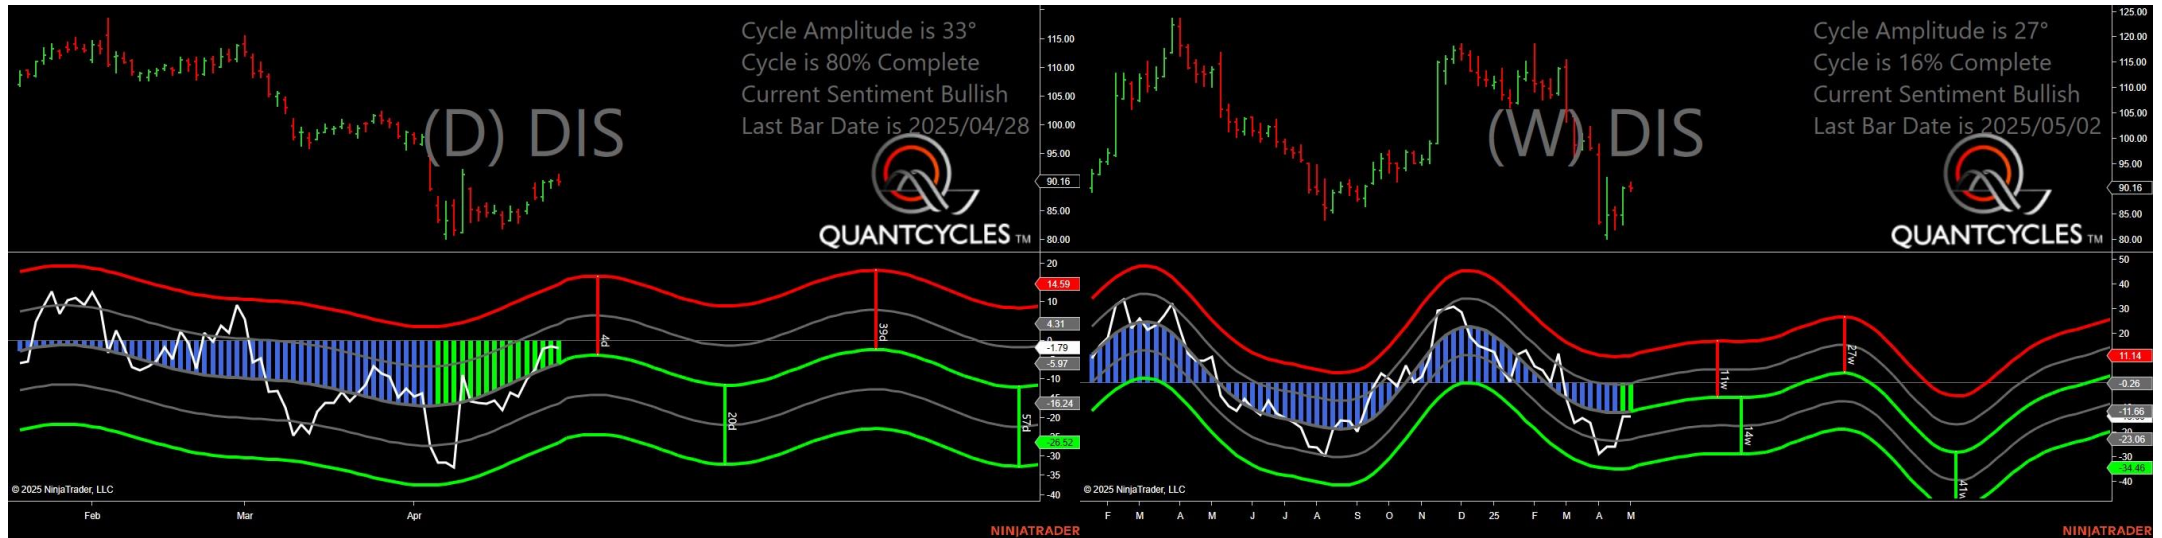 Cycle Amplitude is 33°
Cycle is 80% Complete
Current Sentiment Bullish
Last Bar Date is 2025/04/28
(D) DIS
QUANTCYCLES TM
115.00
110.00
105.00
100.00
95.00
90.16
85.00
80.00
20
14.59
10
4.31
-1.79
-5.97
-10
-16.24
-20
-26.52
-30
-35
-40
4d
20d
39d
57d
© 2025 NinjaTrader, LLC
Feb Mar Apr
NINJATRADER
Cycle Amplitude is 27°
Cycle is 16% Complete
Current Sentiment Bullish
Last Bar Date is 2025/05/02
(W) DIS
QUANTCYCLES TM
125.00
120.00
115.00
110.00
105.00
100.00
95.00
90.16
85.00
80.00
50
40
30
20
11.14
-0.26
-11.66
-23.06
-30
-34.46
-40
11w
14w
27w
41w
© 2025 NinjaTrader, LLC
F M A M J J A S O N D 25 F M A M
NINJATRADER